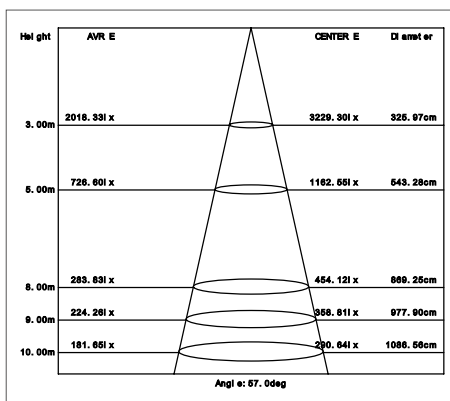 Height AVR E CENTER E Diameter
2018.33lx 3229.30lx 325.97cm
3.00m
726.60lx 1162.55lx 543.28cm
5.00m
283.83lx 454.12lx 869.25cm
8.00m
224.26lx 358.81lx 977.90cm
9.00m
181.65lx 290.64lx 1086.56cm
10.00m
Angle:57.0deg